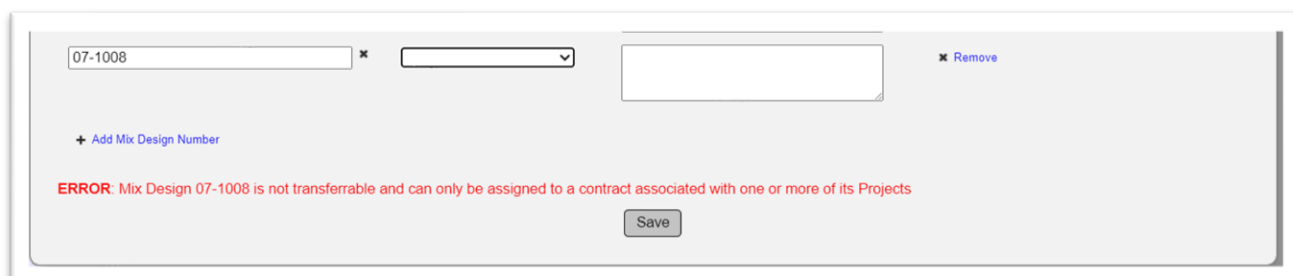 07-1008 ✖ ✖ Remove
+ Add Mix Design Number
ERROR: Mix Design 07-1008 is not transferrable and can only be assigned to a contract associated with one or more of its Projects
Save